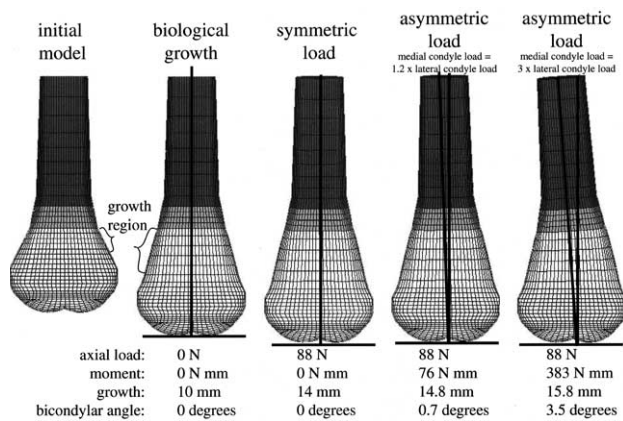 initial
model
biological
growth
symmetric
load
asymmetric
load
medial condyle load =
1.2 x lateral condyle load
asymmetric
load
medial condyle load =
3 x lateral condyle load
growth
region
axial load: 0 N 88 N 88 N 88 N
moment: 0 N mm 0 N mm 76 N mm 383 N mm
growth: 10 mm 14 mm 14.8 mm 15.8 mm
bicondylar angle: 0 degrees 0 degrees 0.7 degrees 3.5 degrees